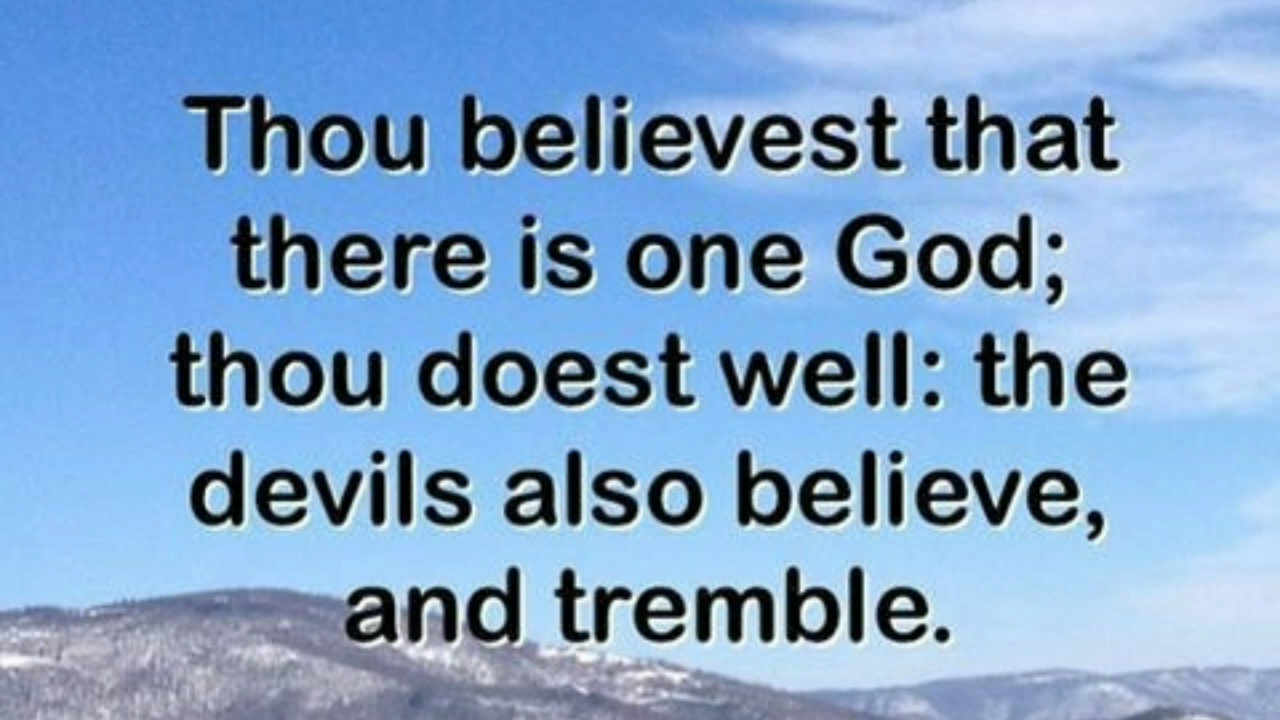 Thou believest that
there is one God;
thou doest well: the
devils also believe,
and tremble.